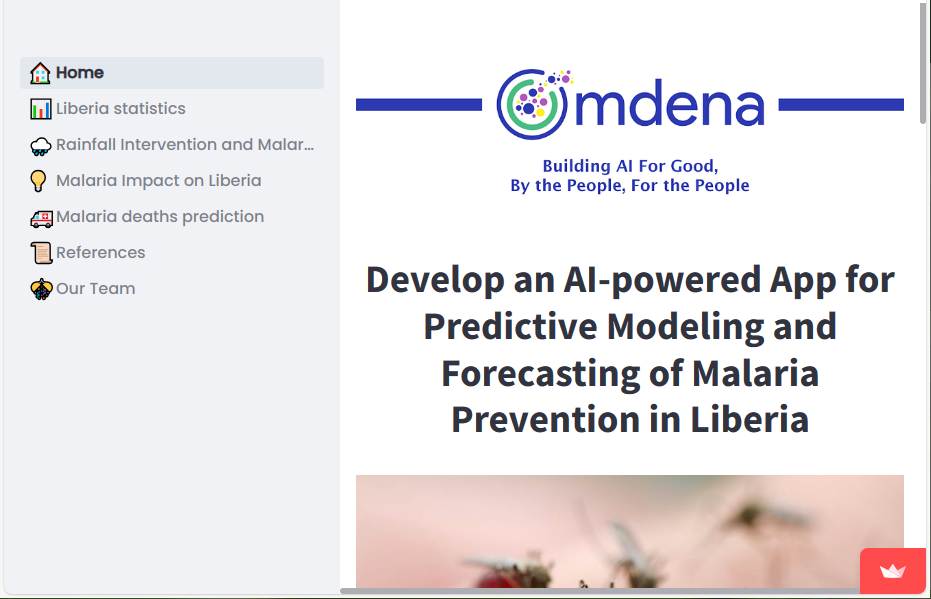 Home
Liberia statistics
Rainfall Intervention and Malar...
Malaria Impact on Liberia
Malaria deaths prediction
References
Our Team
Omdena
Building AI For Good,
By the People, For the People
Develop an AI-powered App for
Predictive Modeling and
Forecasting of Malaria
Prevention in Liberia